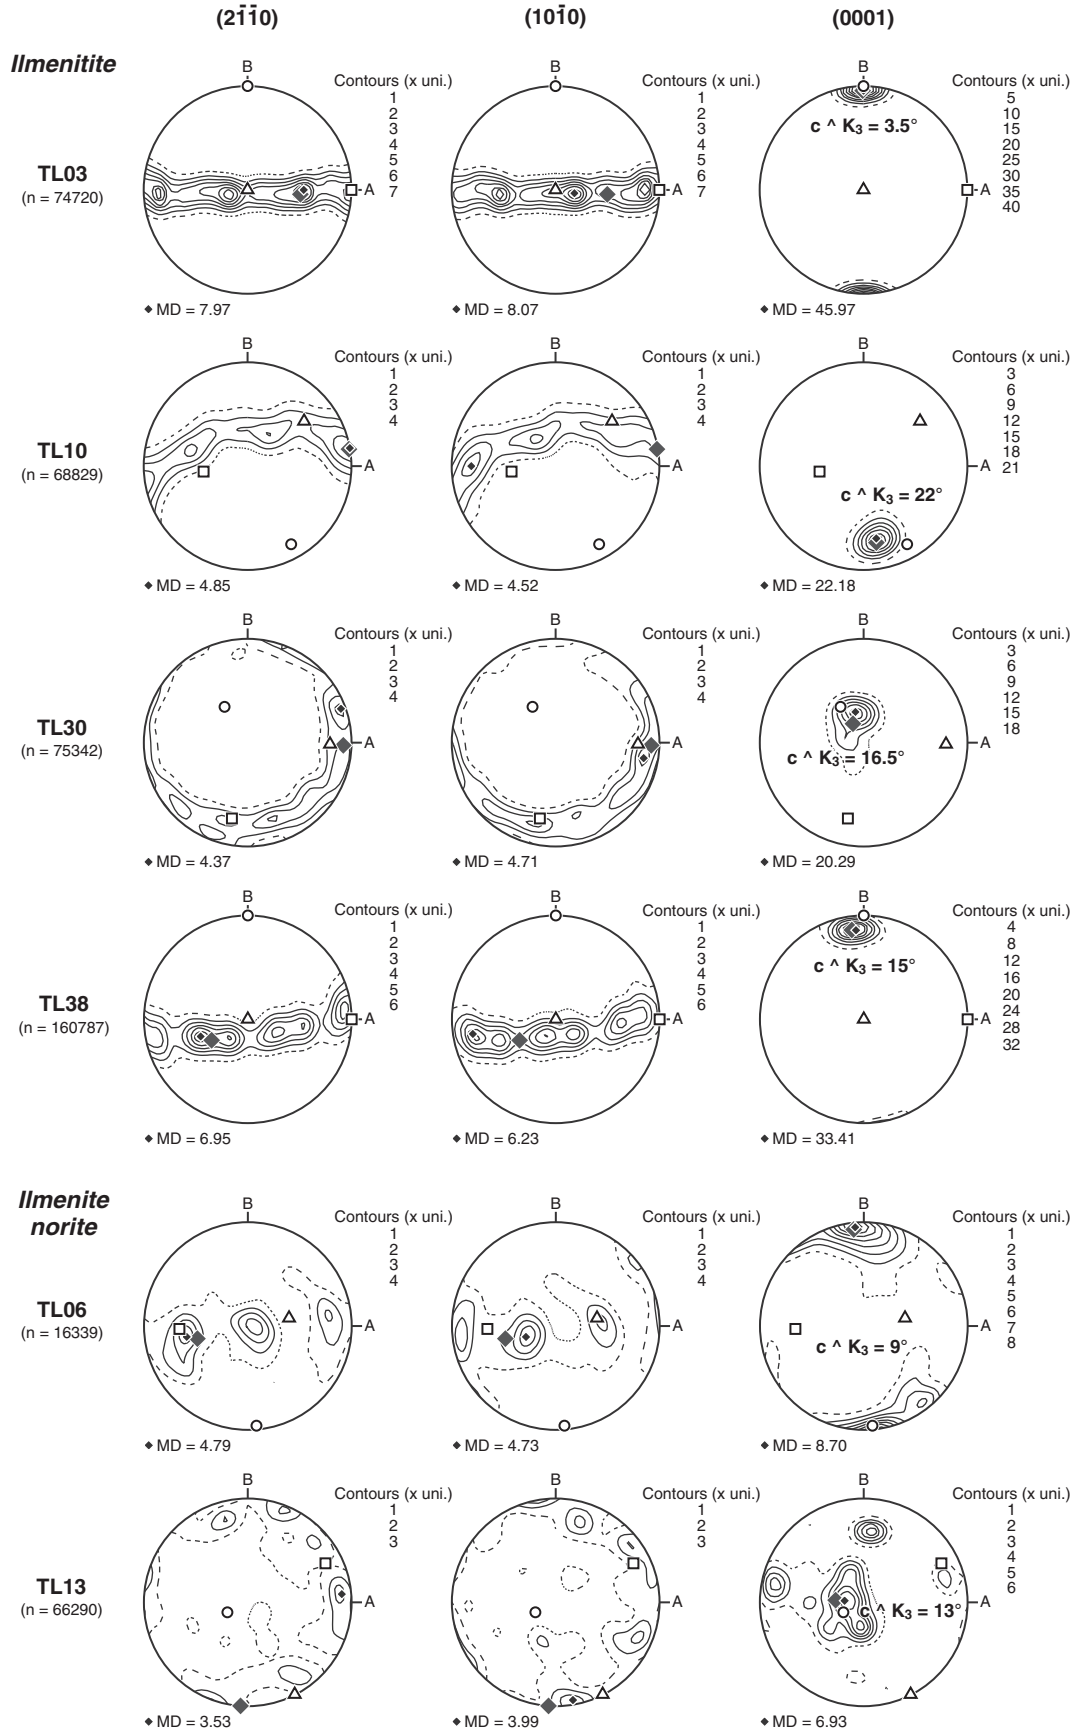 (2̄1̄10) (101̄0) (0001)
Ilmenitite
B B B
Contours (x uni.) Contours (x uni.) Contours (x uni.)
1 1 5
2 2 10
3 3 15
4 4 20
5 5 25
6 6 30
7 7 35
40
c ^ K₃ = 3.5°
TL03
(n = 74720)
A A A
MD = 7.97 MD = 8.07 MD = 45.97
B B B
Contours (x uni.) Contours (x uni.) Contours (x uni.)
1 1 3
2 2 6
3 3 9
4 4 12
15
18
21
TL10
(n = 68829)
A A A
c ^ K₃ = 22°
MD = 4.85 MD = 4.52 MD = 22.18
B B B
Contours (x uni.) Contours (x uni.) Contours (x uni.)
1 1 3
2 2 6
3 3 9
4 4 12
15
18
TL30
(n = 75342)
A A A
c ^ K₃ = 16.5°
MD = 4.37 MD = 4.71 MD = 20.29
B B B
Contours (x uni.) Contours (x uni.) Contours (x uni.)
1 1 4
2 2 8
3 3 12
4 4 16
5 5 20
6 6 24
28
32
c ^ K₃ = 15°
TL38
(n = 160787)
A A A
MD = 6.95 MD = 6.23 MD = 33.41
Ilmenite
norite
B B B
Contours (x uni.) Contours (x uni.) Contours (x uni.)
1 1 1
2 2 2
3 3 3
4 4 4
5
6
7
8
TL06
(n = 16339)
A A A
c ^ K₃ = 9°
MD = 4.79 MD = 4.73 MD = 8.70
B B B
Contours (x uni.) Contours (x uni.) Contours (x uni.)
1 1 1
2 2 2
3 3 3
4
5
6
TL13
(n = 66290)
A A A
c ^ K₃ = 13°
MD = 3.53 MD = 3.99 MD = 6.93